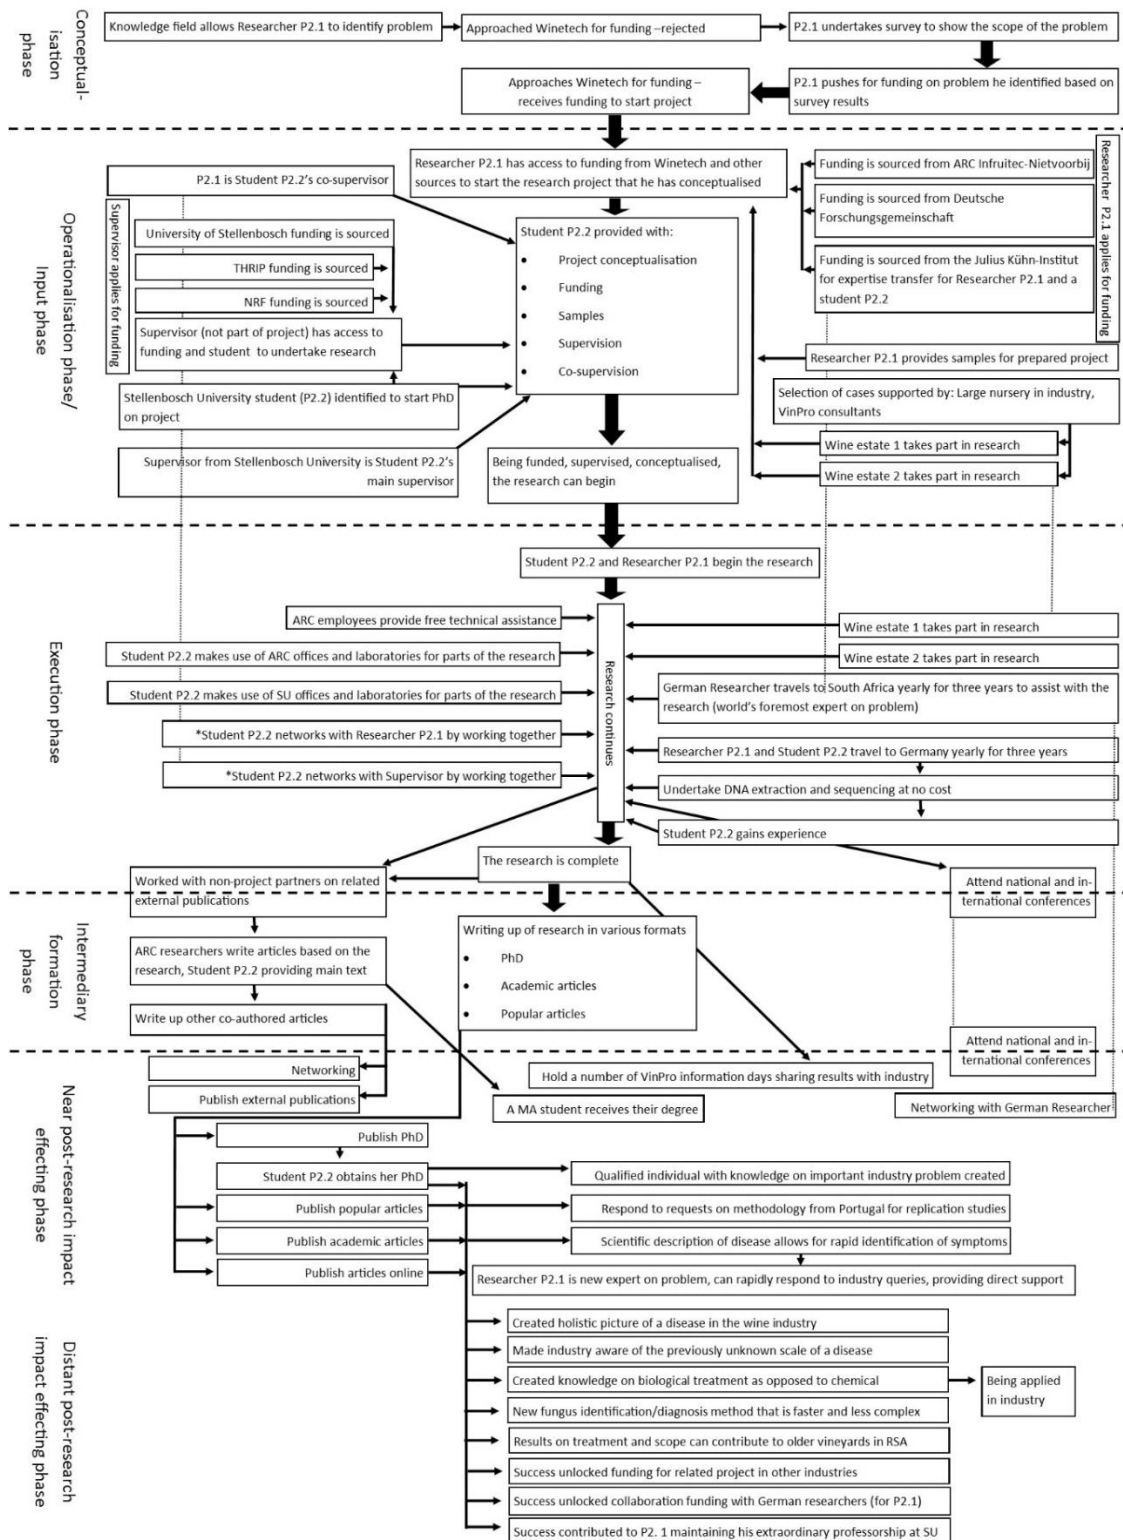 Conceptual-
isation
phase
Knowledge field allows Researcher P2.1 to identify problem
Approached Winetech for funding –rejected
P2.1 undertakes survey to show the scope of the problem
Approaches Winetech for funding –
receives funding to start project
P2.1 pushes for funding on problem he identified based on
survey results
Operationalisation phase/
Input phase
Researcher P2.1 has access to funding from Winetech and other
sources to start the research project that he has conceptualised
P2.1 is Student P2.2's co-supervisor
Supervisor applies for funding
University of Stellenbosch funding is sourced
THRIP funding is sourced
NRF funding is sourced
Supervisor (not part of project) has access to
funding and student to undertake research
Stellenbosch University student (P2.2) identified to start PhD
on project
Supervisor from Stellenbosch University is Student P2.2's
main supervisor
Student P2.2 provided with:
• Project conceptualisation
• Funding
• Samples
• Supervision
• Co-supervision
Being funded, supervised, conceptualised,
the research can begin
Funding is sourced from ARC Infruitec-Nietvoorbij
Funding is sourced from Deutsche
Forschungsgemeinschaft
Funding is sourced from the Julius Kühn-Institut
for expertise transfer for Researcher P2.1 and a
student P2.2
Researcher P2.1 applies for funding
Researcher P2.1 provides samples for prepared project
Selection of cases supported by: Large nursery in industry,
VinPro consultants
Wine estate 1 takes part in research
Wine estate 2 takes part in research
Execution phase
Student P2.2 and Researcher P2.1 begin the research
ARC employees provide free technical assistance
Student P2.2 makes use of ARC offices and laboratories for parts of the research
Student P2.2 makes use of SU offices and laboratories for parts of the research
*Student P2.2 networks with Researcher P2.1 by working together
*Student P2.2 networks with Supervisor by working together
Research continues
Wine estate 1 takes part in research
Wine estate 2 takes part in research
German Researcher travels to South Africa yearly for three years to assist with the
research (world's foremost expert on problem)
Researcher P2.1 and Student P2.2 travel to Germany yearly for three years
Undertake DNA extraction and sequencing at no cost
Student P2.2 gains experience
The research is complete
Worked with non-project partners on related
external publications
Attend national and in-
ternational conferences
Intermediary
formation
phase
ARC researchers write articles based on the
research, Student P2.2 providing main text
Write up other co-authored articles
Writing up of research in various formats
• PhD
• Academic articles
• Popular articles
Attend national and in-
ternational conferences
Near post-research impact
effecting phase
Networking
Publish external publications
Hold a number of VinPro information days sharing results with industry
A MA student receives their degree
Networking with German Researcher
Publish PhD
Student P2.2 obtains her PhD
Publish popular articles
Publish academic articles
Publish articles online
Qualified individual with knowledge on important industry problem created
Respond to requests on methodology from Portugal for replication studies
Scientific description of disease allows for rapid identification of symptoms
Researcher P2.1 is new expert on problem, can rapidly respond to industry queries, providing direct support
Distant post-research
impact effecting phase
Created holistic picture of a disease in the wine industry
Made industry aware of the previously unknown scale of a disease
Created knowledge on biological treatment as opposed to chemical
Being applied
in industry
New fungus identification/diagnosis method that is faster and less complex
Results on treatment and scope can contribute to older vineyards in RSA
Success unlocked funding for related project in other industries
Success unlocked collaboration funding with German researchers (for P2.1)
Success contributed to P2. 1 maintaining his extraordinary professorship at SU